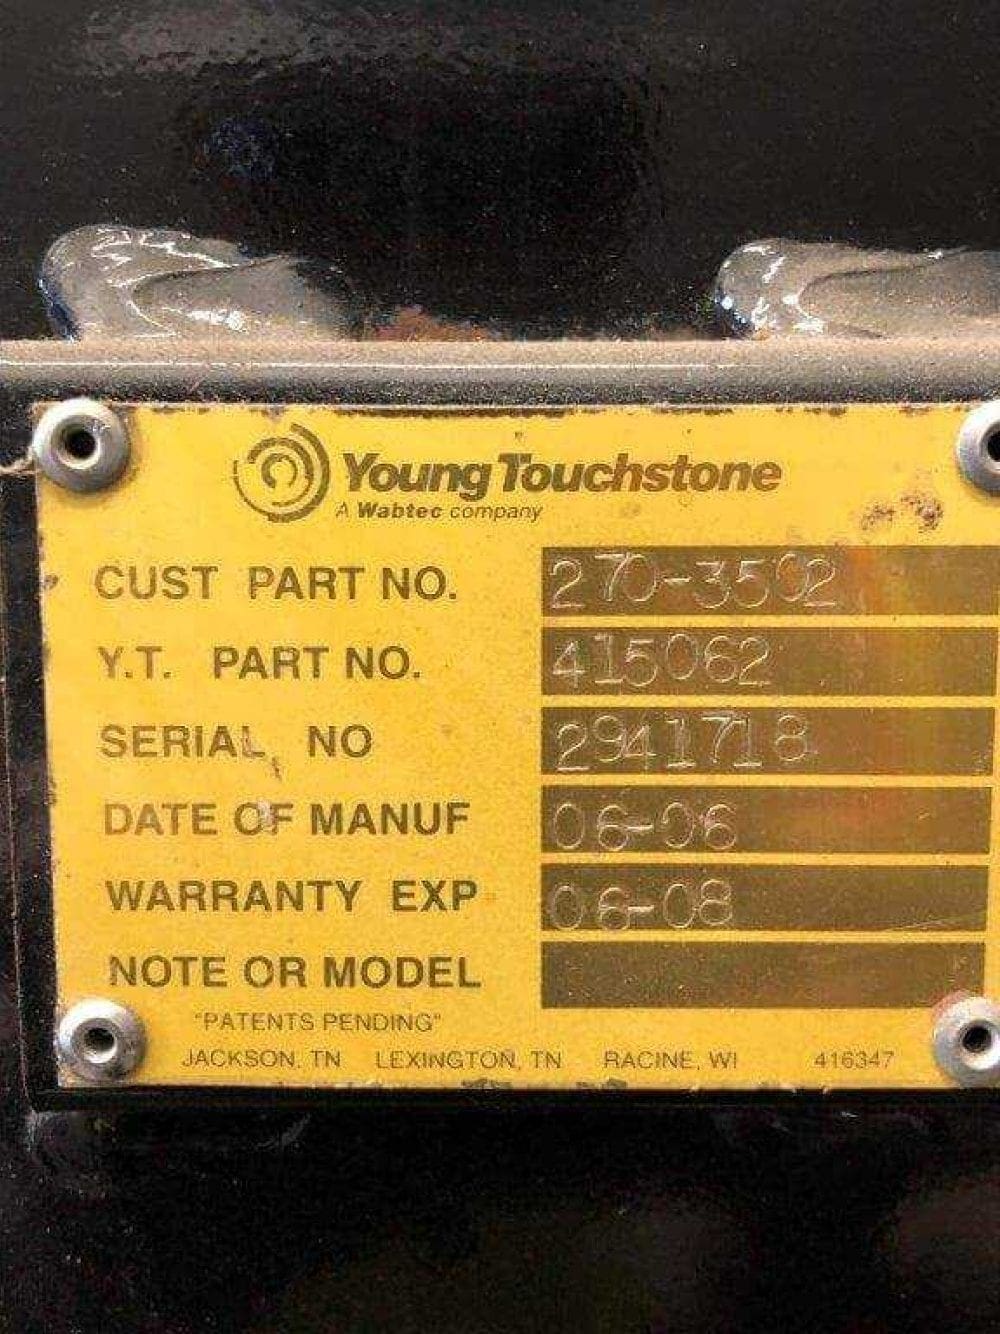 Young Touchstone
A Wabtec company
CUST PART NO. 270-3502
Y.T. PART NO. 415062
SERIAL NO 2941718
DATE OF MANUF 06-06
WARRANTY EXP 06-08
NOTE OR MODEL
"PATENTS PENDING"
JACKSON, TN LEXINGTON, TN RACINE, WI 416347